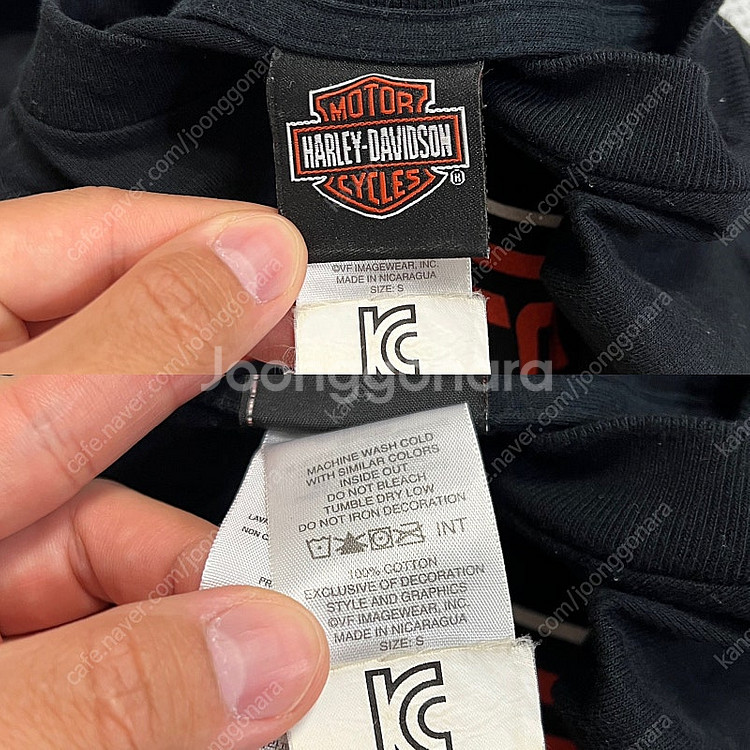 MOTOR
HARLEY-DAVIDSON
CYCLES
®
©VF IMAGEWEAR, INC.
MADE IN NICARAGUA
SIZE: S
KC
Joonggonara
cafe.naver.com/joonggonara
MACHINE WASH COLD
WITH SIMILAR COLORS
INSIDE OUT
DO NOT BLEACH
TUMBLE DRY LOW
DO NOT IRON DECORATION
INT
100% COTTON
EXCLUSIVE OF DECORATION
STYLE AND GRAPHICS
©VF IMAGEWEAR, INC.
MADE IN NICARAGUA
SIZE: S
KC